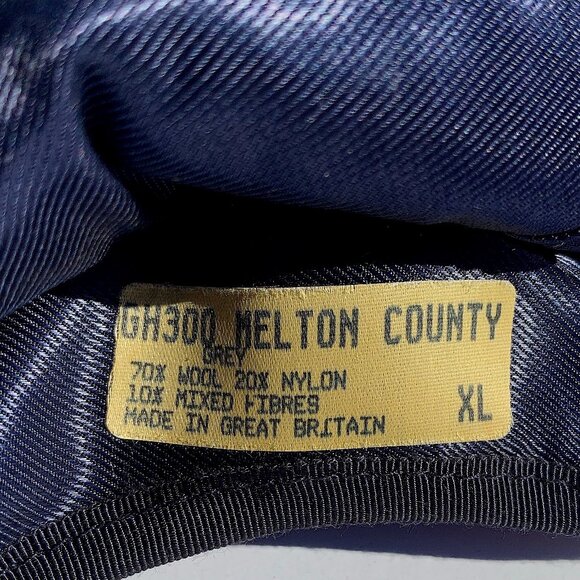 GH300 MELTON COUNTY
GREY
70% WOOL 20% NYLON
10% MIXED FIBRES XL
MADE IN GREAT BRITAIN